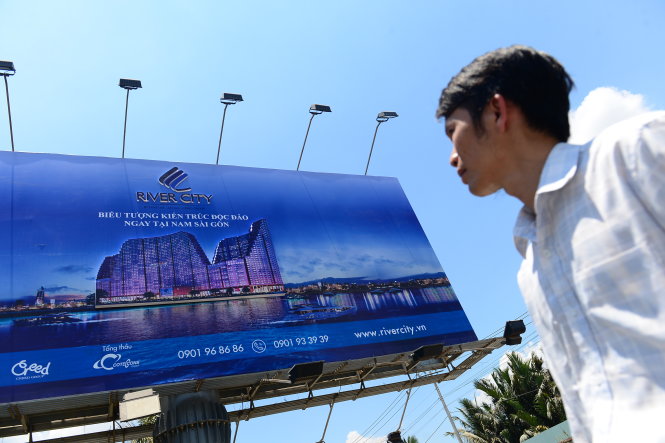 RIVER CITY
BIỂU TƯỢNG KIẾN TRÚC ĐỘC ĐÁO
NGAY TẠI NAM SÀI GÒN
Tổng thầu
COTECCONS
0901 96 86 86
0901 93 39 39
www.rivercity.vn